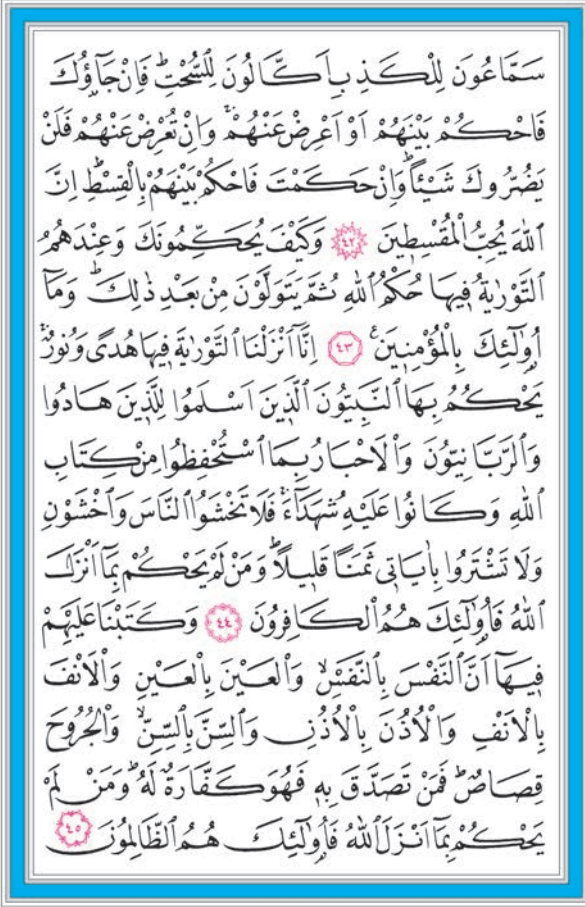 سَمَّاعُونَ لِلْكَذِبِ اَكَّالُونَ لِلسُّحْتِۜ فَاِنْ جَٓاؤُ۫كَ
فَاحْكُمْ بَيْنَهُمْ اَوْ اَعْرِضْ عَنْهُمْۚ وَاِنْ تُعْرِضْ عَنْهُمْ فَلَنْ
يَضُرُّوكَ شَيْـًٔاۜ وَاِنْ حَكَمْتَ فَاحْكُمْ بَيْنَهُمْ بِالْقِسْطِۜ اِنَّ
اللّٰهَ يُحِبُّ الْمُقْسِط۪ينَ ﴿٤٢﴾ وَكَيْفَ يُحَكِّمُونَكَ وَعِنْدَهُمُ
التَّوْرٰيةُ ف۪يهَا حُكْمُ اللّٰهِ ثُمَّ يَتَوَلَّوْنَ مِنْ بَعْدِ ذٰلِكَۜ وَمَٓا
اُو۬لٰٓئِكَ بِالْمُؤْمِن۪ينَ۟ ﴿٤٣﴾ اِنَّٓا اَنْزَلْنَا التَّوْرٰيةَ ف۪يهَا هُدًى وَنُورٌۚ
يَحْكُمُ بِهَا النَّبِيُّونَ الَّذ۪ينَ اَسْلَمُوا لِلَّذ۪ينَ هَادُوا
وَالرَّبَّانِيُّونَ وَالْاَحْبَارُ بِمَا اسْتُحْفِظُوا مِنْ كِتَابِ
اللّٰهِ وَكَانُوا عَلَيْهِ شُهَدَٓاءَۚ فَلَا تَخْشَوُا النَّاسَ وَاخْشَوْنِ
وَلَا تَشْتَرُوا بِاٰيَات۪ي ثَمَنًا قَل۪يلًاۜ وَمَنْ لَمْ يَحْكُمْ بِمَٓا اَنْزَلَ
اللّٰهُ فَاُو۬لٰٓئِكَ هُمُ الْكَافِرُونَ ﴿٤٤﴾ وَكَتَبْنَا عَلَيْهِمْ
ف۪يهَٓا اَنَّ النَّفْسَ بِالنَّفْسِۙ وَالْعَيْنَ بِالْعَيْنِ وَالْاَنْفَ
بِالْاَنْفِ وَالْاُذُنَ بِالْاُذُنِ وَالسِّنَّ بِالسِّنِّۙ وَالْجُرُوحَ
قِصَاصٌۜ فَمَنْ تَصَدَّقَ بِه۪ فَهُوَ كَفَّارَةٌ لَهُۜ وَمَنْ لَمْ
يَحْكُمْ بِمَٓا اَنْزَلَ اللّٰهُ فَاُو۬لٰٓئِكَ هُمُ الظَّالِمُونَ ﴿٤٥﴾